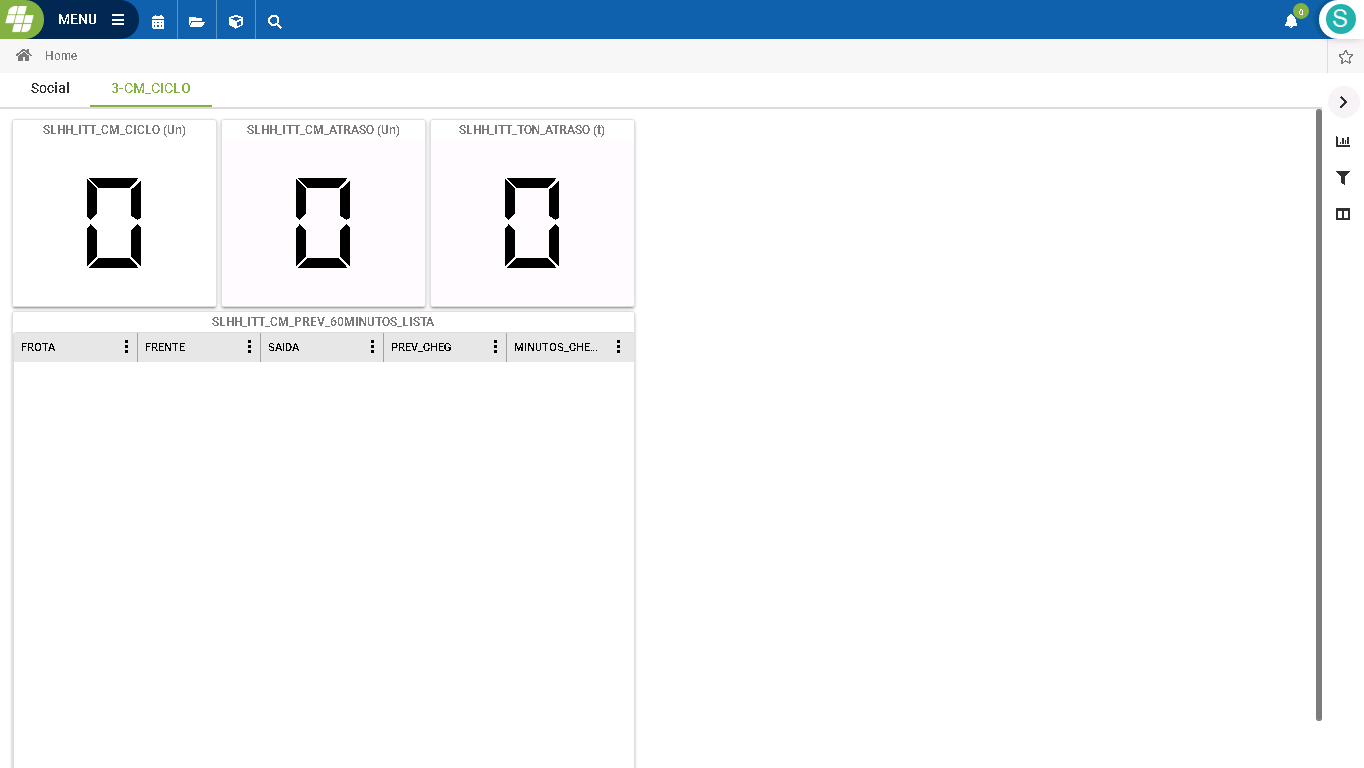 MENU
0
S
Home
Social
3-CM_CICLO
SLHH_ITT_CM_CICLO (Un)
SLHH_ITT_CM_ATRASO (Un)
SLHH_ITT_TON_ATRASO (t)
0
0
0
SLHH_ITT_CM_PREV_60MINUTOS_LISTA
FROTA
FRENTE
SAIDA
PREV_CHEG
MINUTOS_CHE...